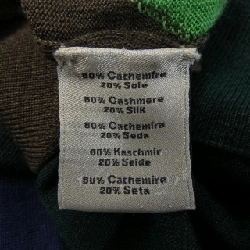 80% Cachemire
20% Soie
80% Cashmere
20% Silk
80% Cachemira
20% Seda
80% Kaschmir
20% Seide
80% Cachemire
20% Seta